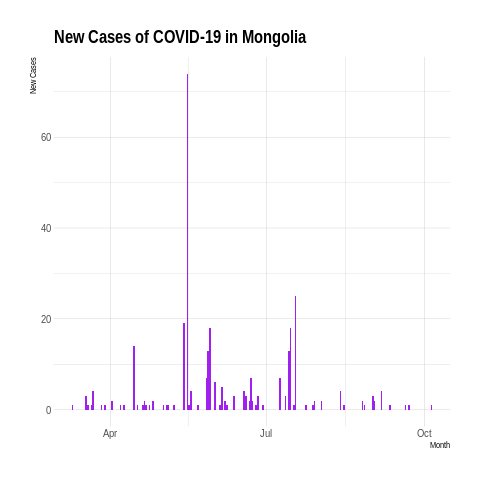 New Cases of COVID-19 in Mongolia
New Cases
60
40
20
0
Apr
Jul
Oct
Month